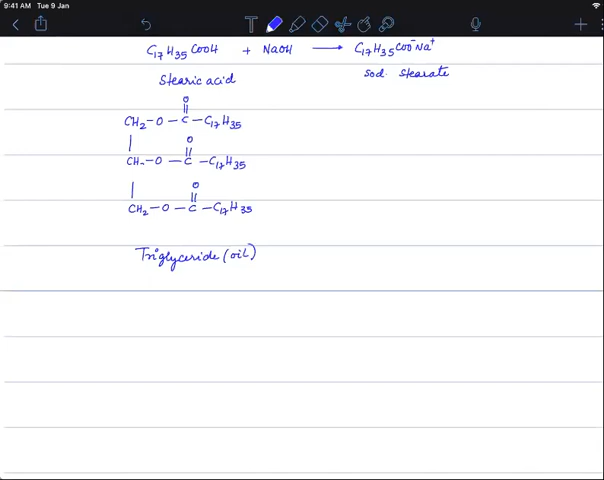 9:41 AM Tue 9 Jan
C17H35COOH + NaOH ⟶ C17H35COO⁻Na⁺
Stearic acid
sod. stearate
O
||
CH2—O—C—C17H35
|
O
||
CH—O—C—C17H35
|
O
||
CH2—O—C—C17H35
Triglyceride (oil)